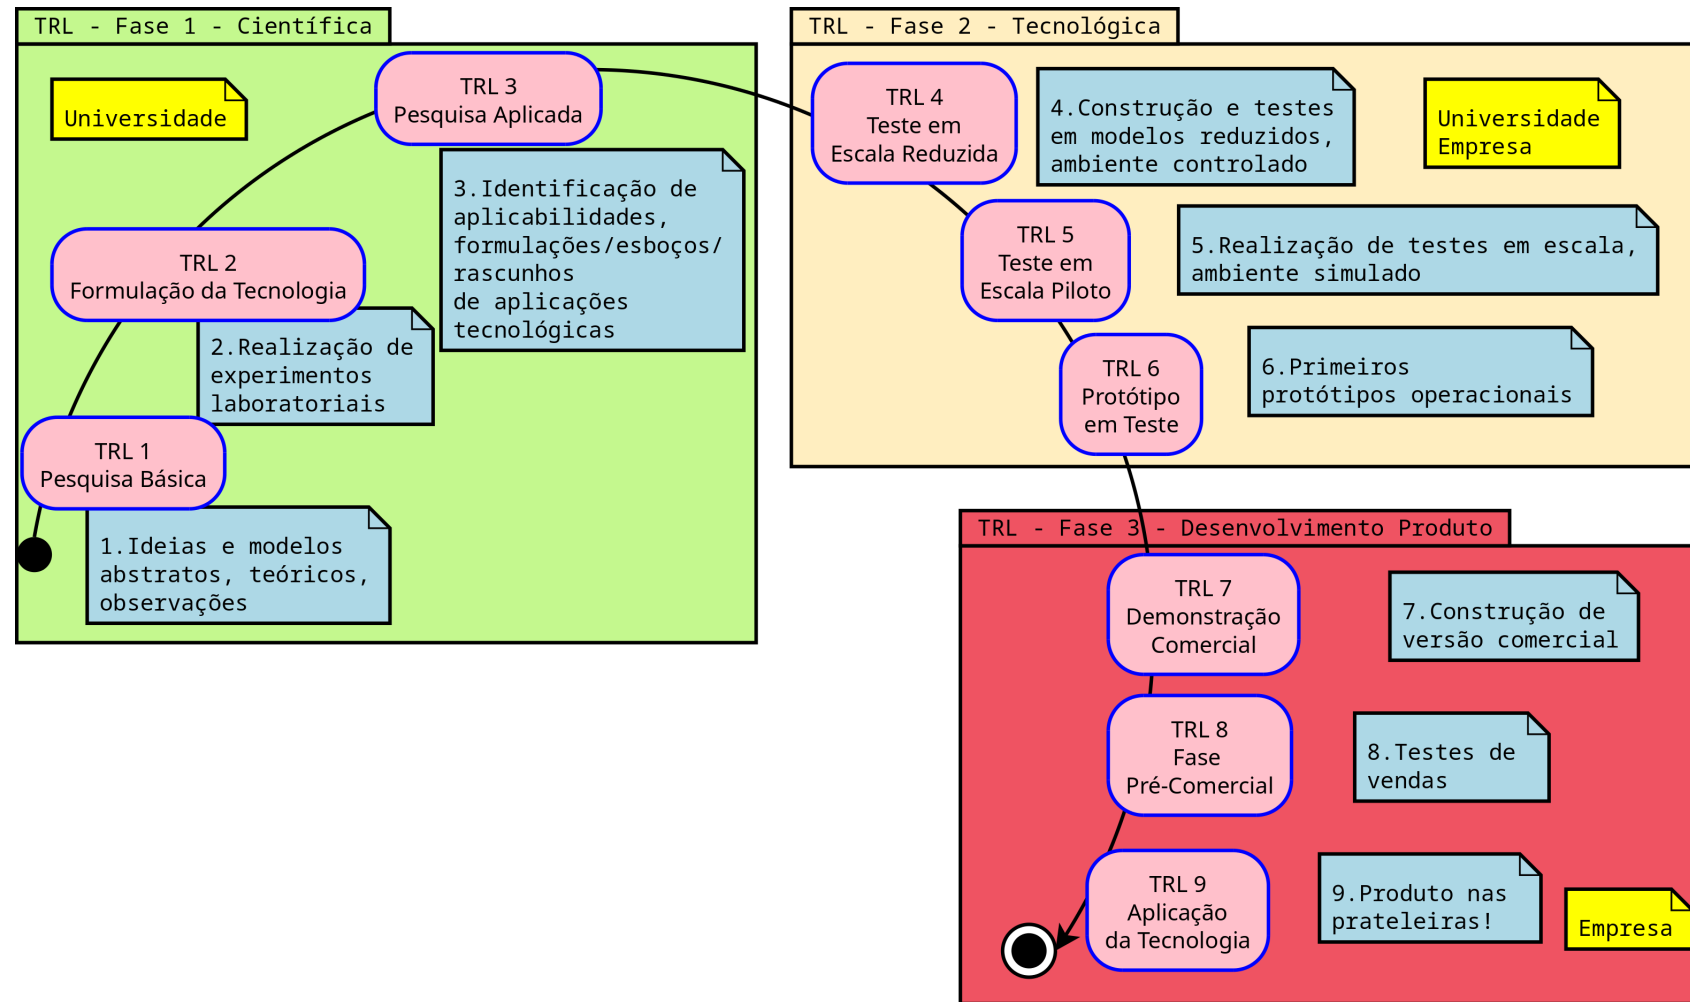 TRL - Fase 1 - Científica
Universidade
TRL 3
Pesquisa Aplicada
3.Identificação de
aplicabilidades,
formulações/esboços/
rascunhos
de aplicações
tecnológicas
TRL 2
Formulação da Tecnologia
2.Realização de
experimentos
laboratoriais
TRL 1
Pesquisa Básica
1.Ideias e modelos
abstratos, teóricos,
observações
TRL - Fase 2 - Tecnológica
TRL 4
Teste em
Escala Reduzida
4.Construção e testes
em modelos reduzidos,
ambiente controlado
Universidade
Empresa
TRL 5
Teste em
Escala Piloto
5.Realização de testes em escala,
ambiente simulado
TRL 6
Protótipo
em Teste
6.Primeiros
protótipos operacionais
TRL - Fase 3 - Desenvolvimento Produto
TRL 7
Demonstração
Comercial
7.Construção de
versão comercial
TRL 8
Fase
Pré-Comercial
8.Testes de
vendas
TRL 9
Aplicação
da Tecnologia
9.Produto nas
prateleiras!
Empresa